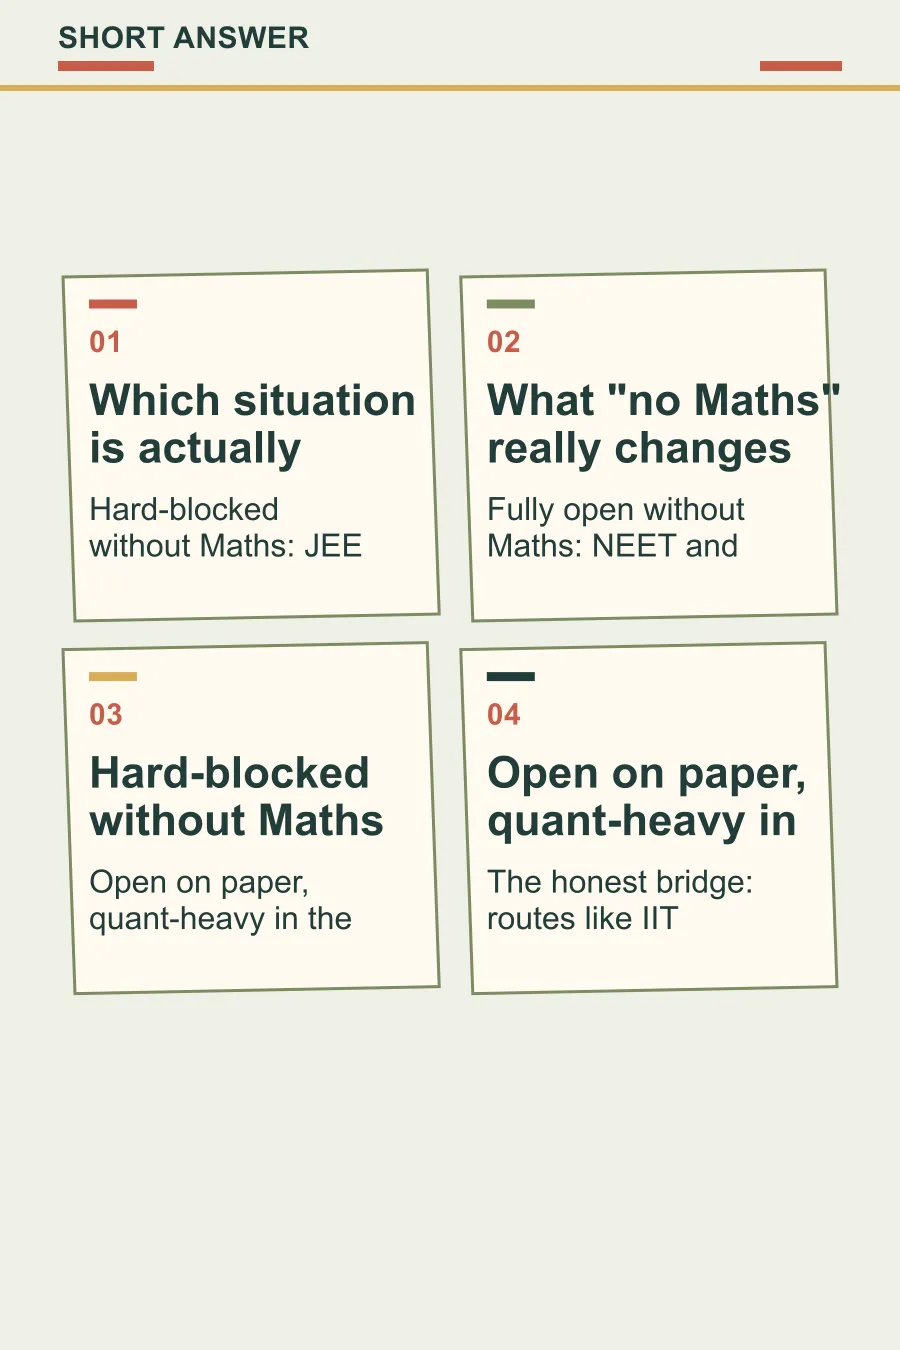 SHORT ANSWER
01
Which situation
is actually
Hard-blocked
without Maths: JEE
02
What "no Maths"
really changes
Fully open without
Maths: NEET and
03
Hard-blocked
without Maths
Open on paper,
quant-heavy in the
04
Open on paper,
quant-heavy in
The honest bridge:
routes like IIT